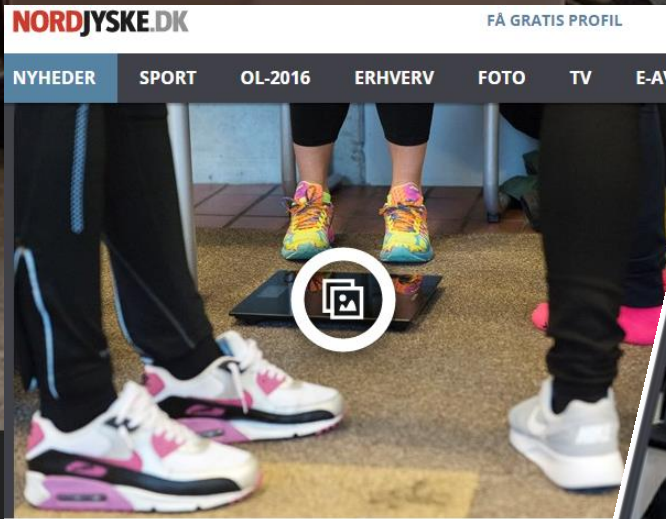 NORDJYSKE.DK
FÅ GRATIS PROFIL
NYHEDER SPORT OL-2016 ERHVERV FOTO TV